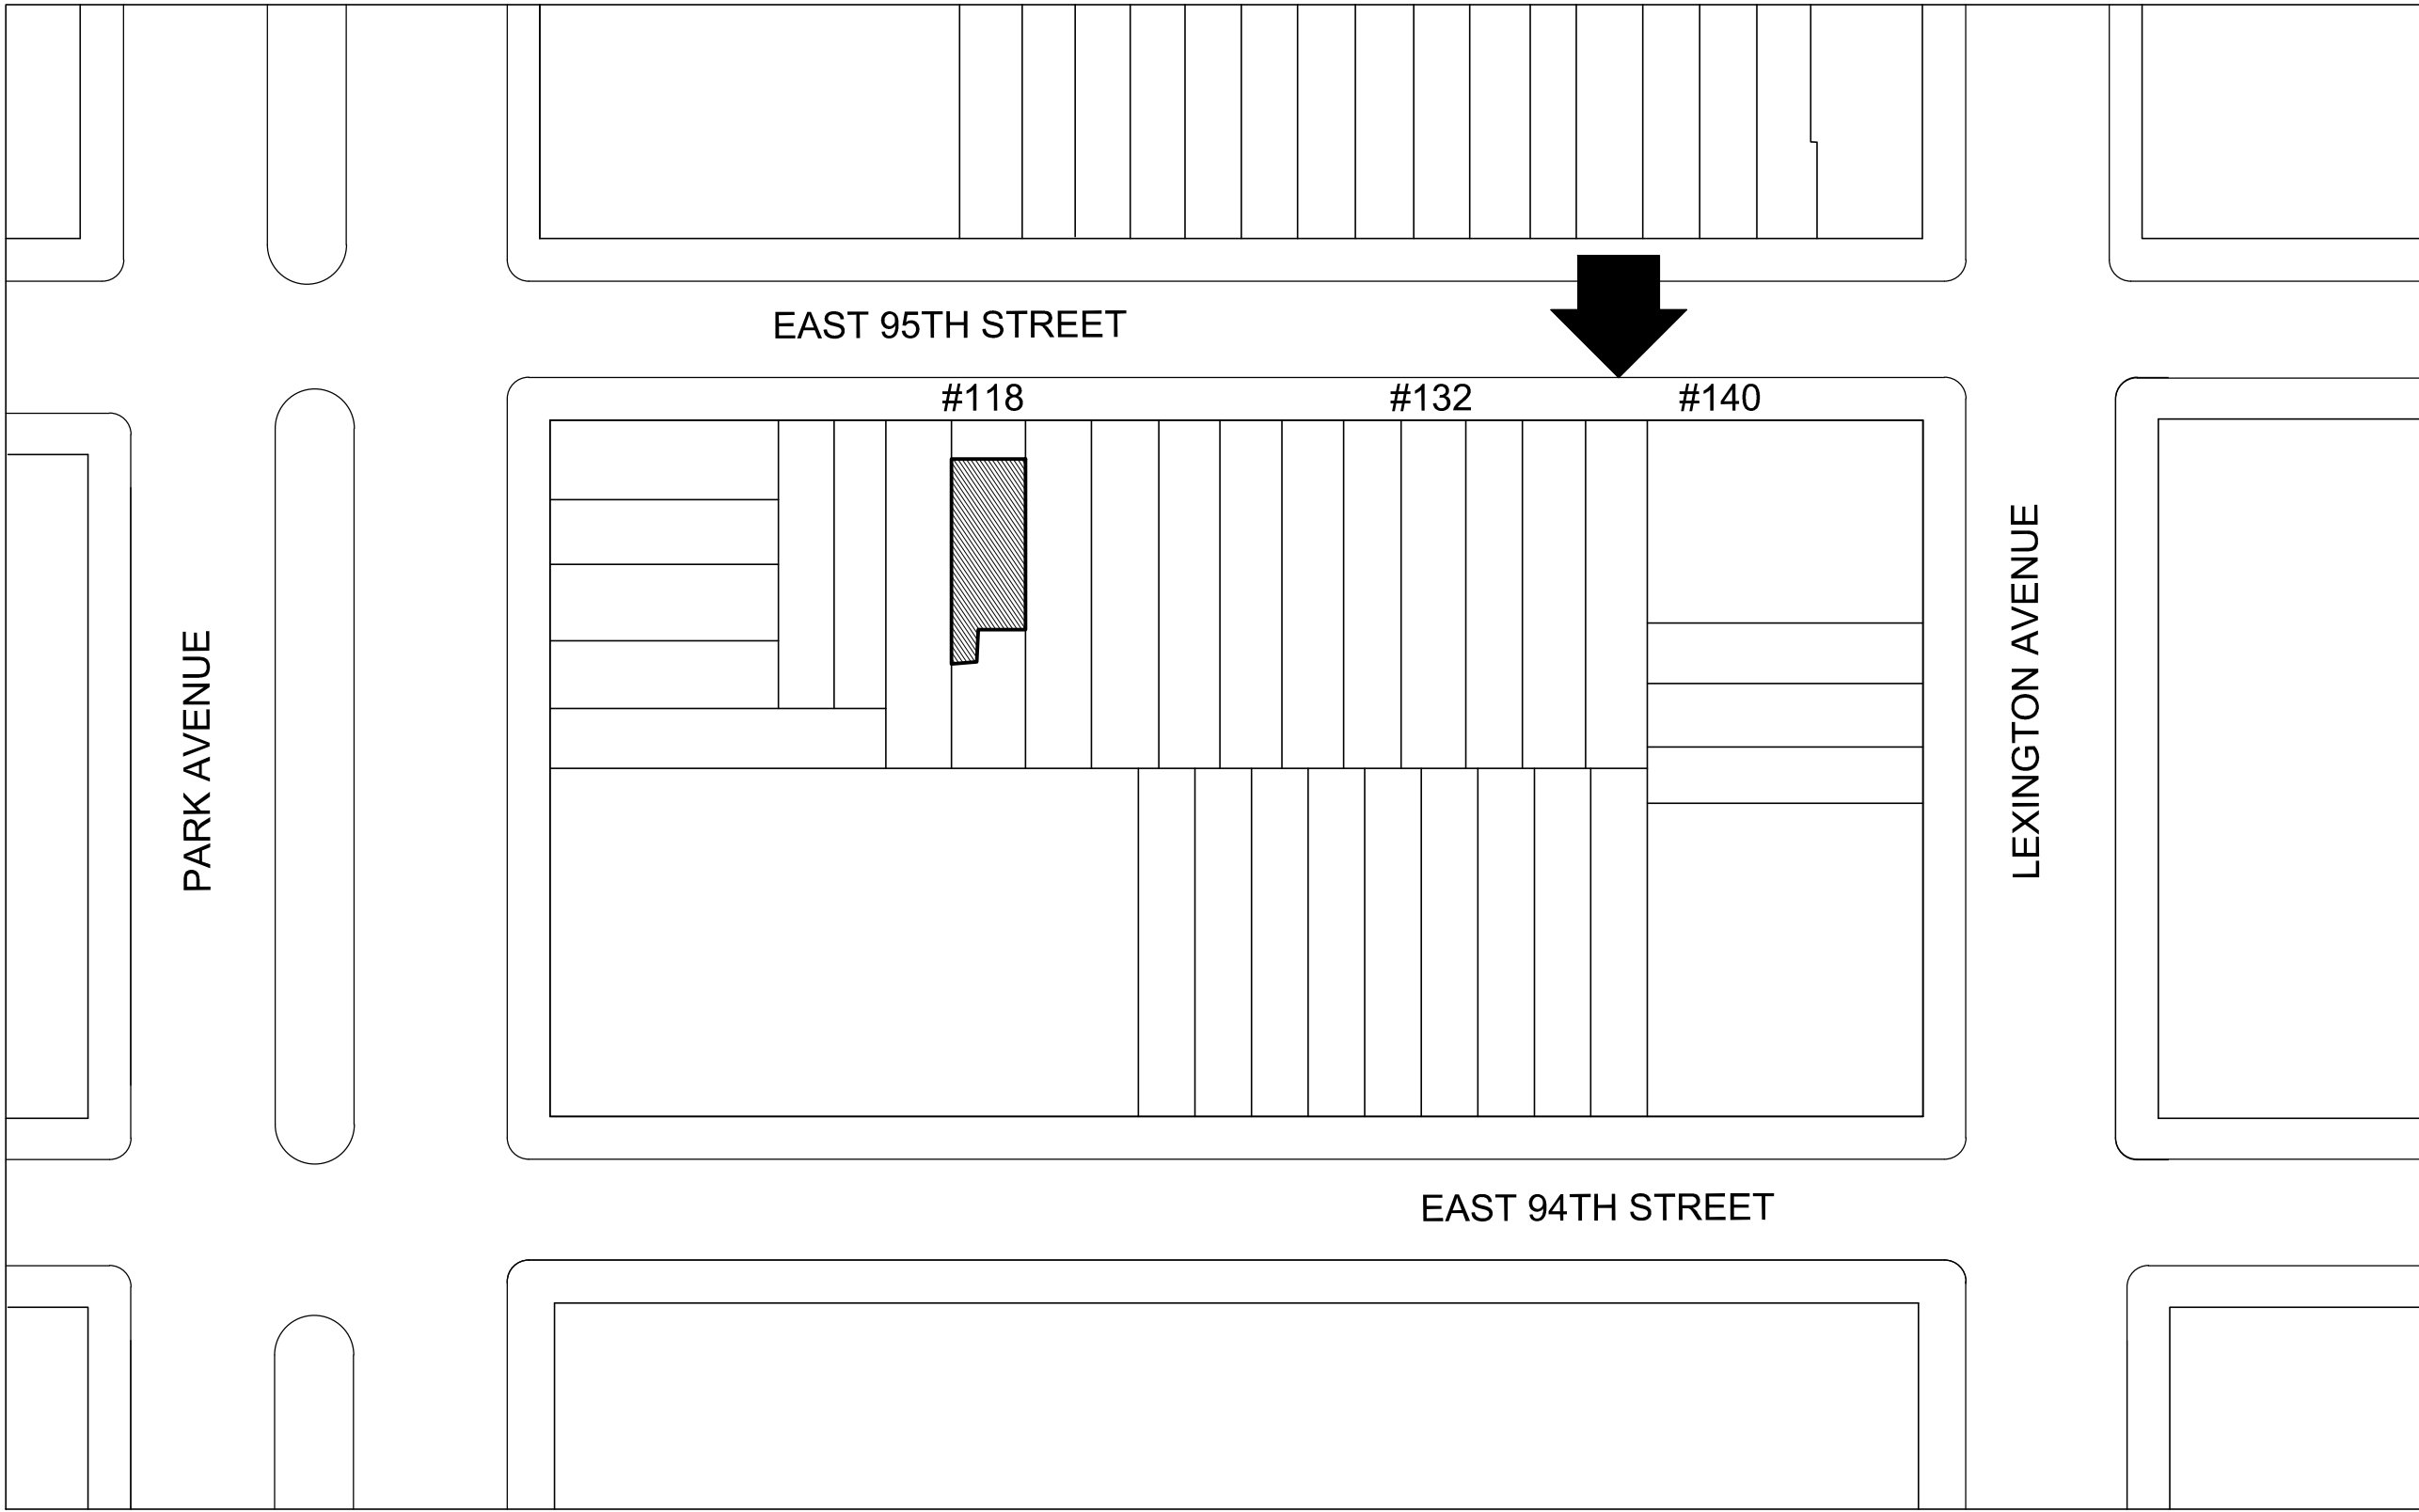 EAST 95TH STREET
#118
#132
#140
PARK AVENUE
LEXINGTON AVENUE
EAST 94TH STREET